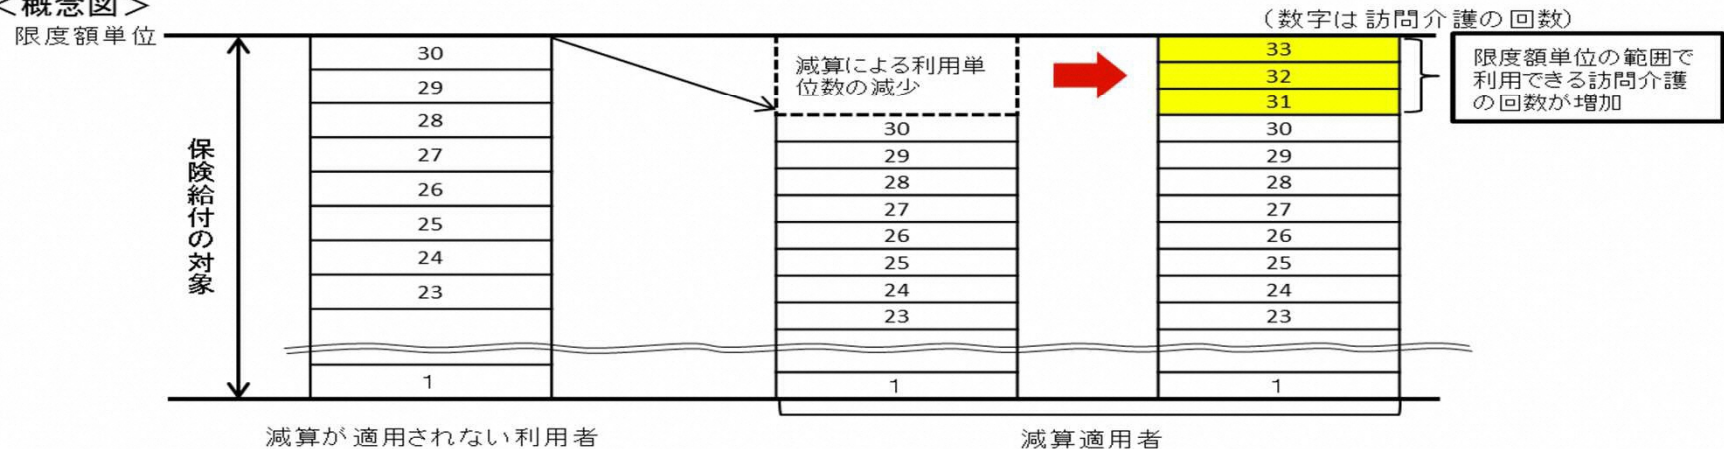 ＜概念図＞
限度額単位
（数字は訪問介護の回数）
保険給付の対象
30
29
28
27
26
25
24
23
1
減算による利用単
位数の減少
30
29
28
27
26
25
24
23
1
33
32
31
30
29
28
27
26
25
24
23
1
限度額単位の範囲で
利用できる訪問介護
の回数が増加
減算が適用されない利用者
減算適用者